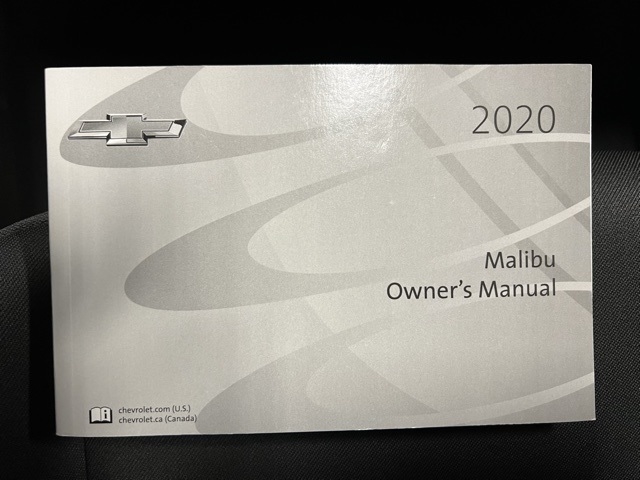 2020
Malibu
Owner's Manual
chevrolet.com (U.S.)
chevrolet.ca (Canada)